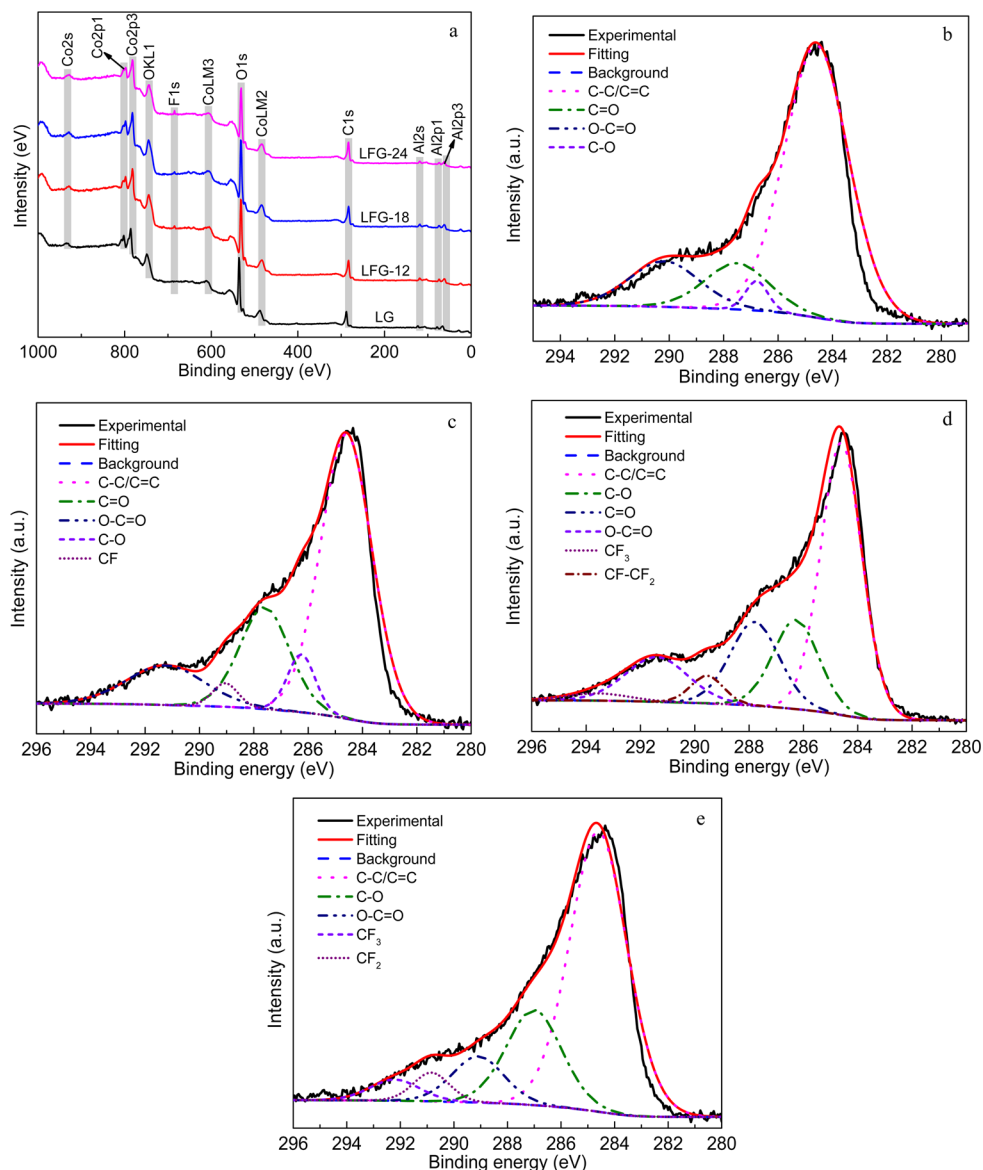 a
Co2s
Co2p1
Co2p3
OKL1
F1s
CoLM3
O1s
CoLM2
C1s
Al2s
Al2p1
Al2p3
LFG-24
LFG-18
LFG-12
LG
Intensity (eV)
1000 800 600 400 200 0
Binding energy (eV)
b
Experimental
Fitting
Background
C-C/C=C
C=O
O-C=O
C-O
Intensity (a.u.)
294 292 290 288 286 284 282 280
Binding energy (eV)
c
Experimental
Fitting
Background
C-C/C=C
C=O
O-C=O
C-O
CF
Intensity (a.u.)
296 294 292 290 288 286 284 282 280
Binding energy (eV)
d
Experimental
Fitting
Background
C-C/C=C
C-O
C=O
O-C=O
CF3
CF-CF2
Intensity (a.u.)
296 294 292 290 288 286 284 282 280
Binding energy (eV)
e
Experimental
Fitting
Background
C-C/C=C
C-O
O-C=O
CF3
CF2
Intensity (a.u.)
296 294 292 290 288 286 284 282 280
Binding energy (eV)